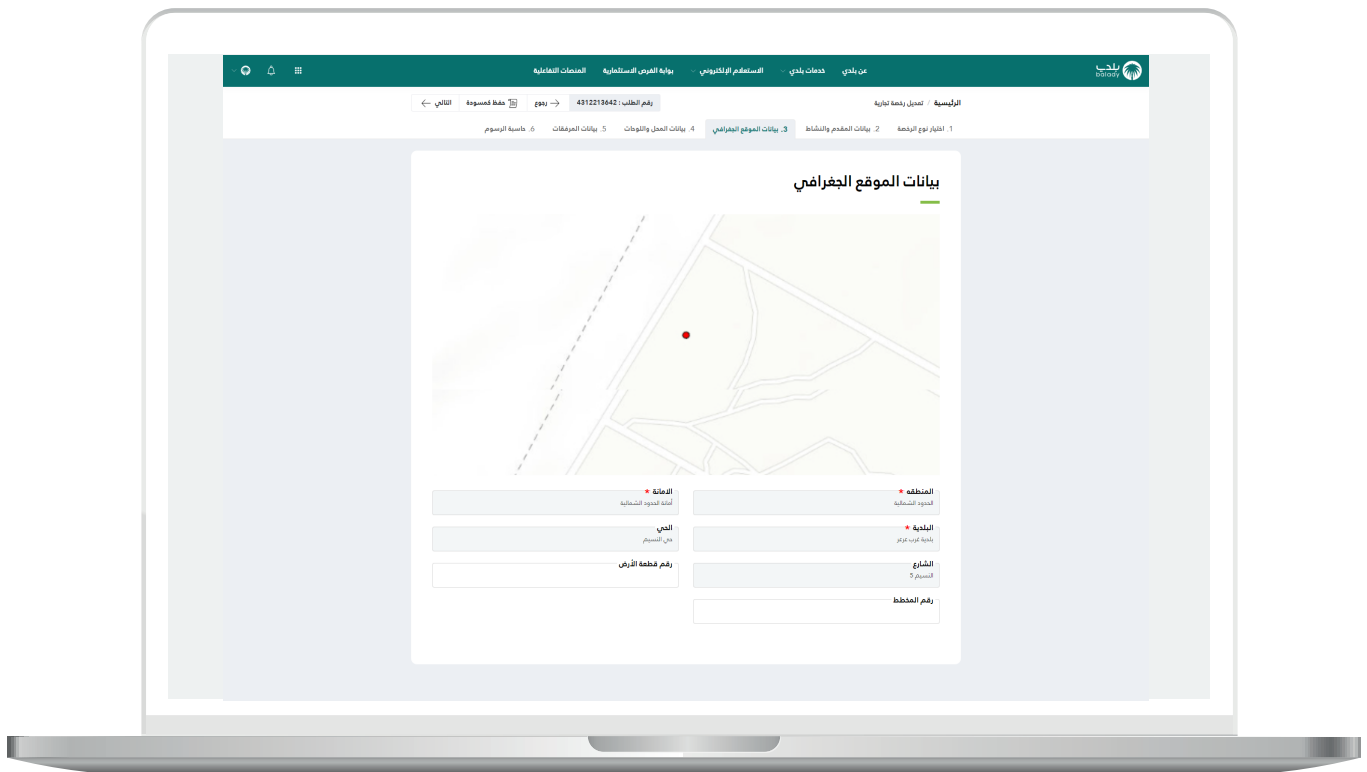 بلدي
balady
عن بلدي خدمات بلدي الاستعلام الإلكتروني بوابة الفرص الاستثمارية المنصات التفاعلية
الرئيسية / تعديل رخصة تجارية
رقم الطلب : 4312213642 رجوع حفظ كمسودة التالي
1. اختيار نوع الرخصة 2. بيانات المقدم والنشاط 3. بيانات الموقع الجغرافي 4. بيانات المحل واللوحات 5. بيانات المرفقات 6. حاسبة الرسوم
بيانات الموقع الجغرافي
المنطقه * الامانة *
الحدود الشمالية أمانة الحدود الشمالية
البلدية * الحي
بلدية غرب عرعر حي النسيم
الشارع رقم قطعة الأرض
النسيم 5
رقم المخطط